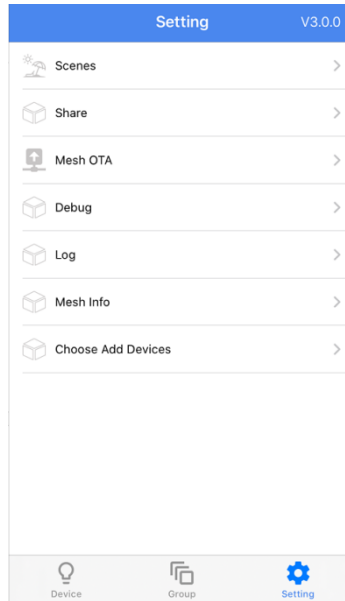 Setting V3.0.0
Scenes
Share
Mesh OTA
Debug
Log
Mesh Info
Choose Add Devices
Device Group Setting